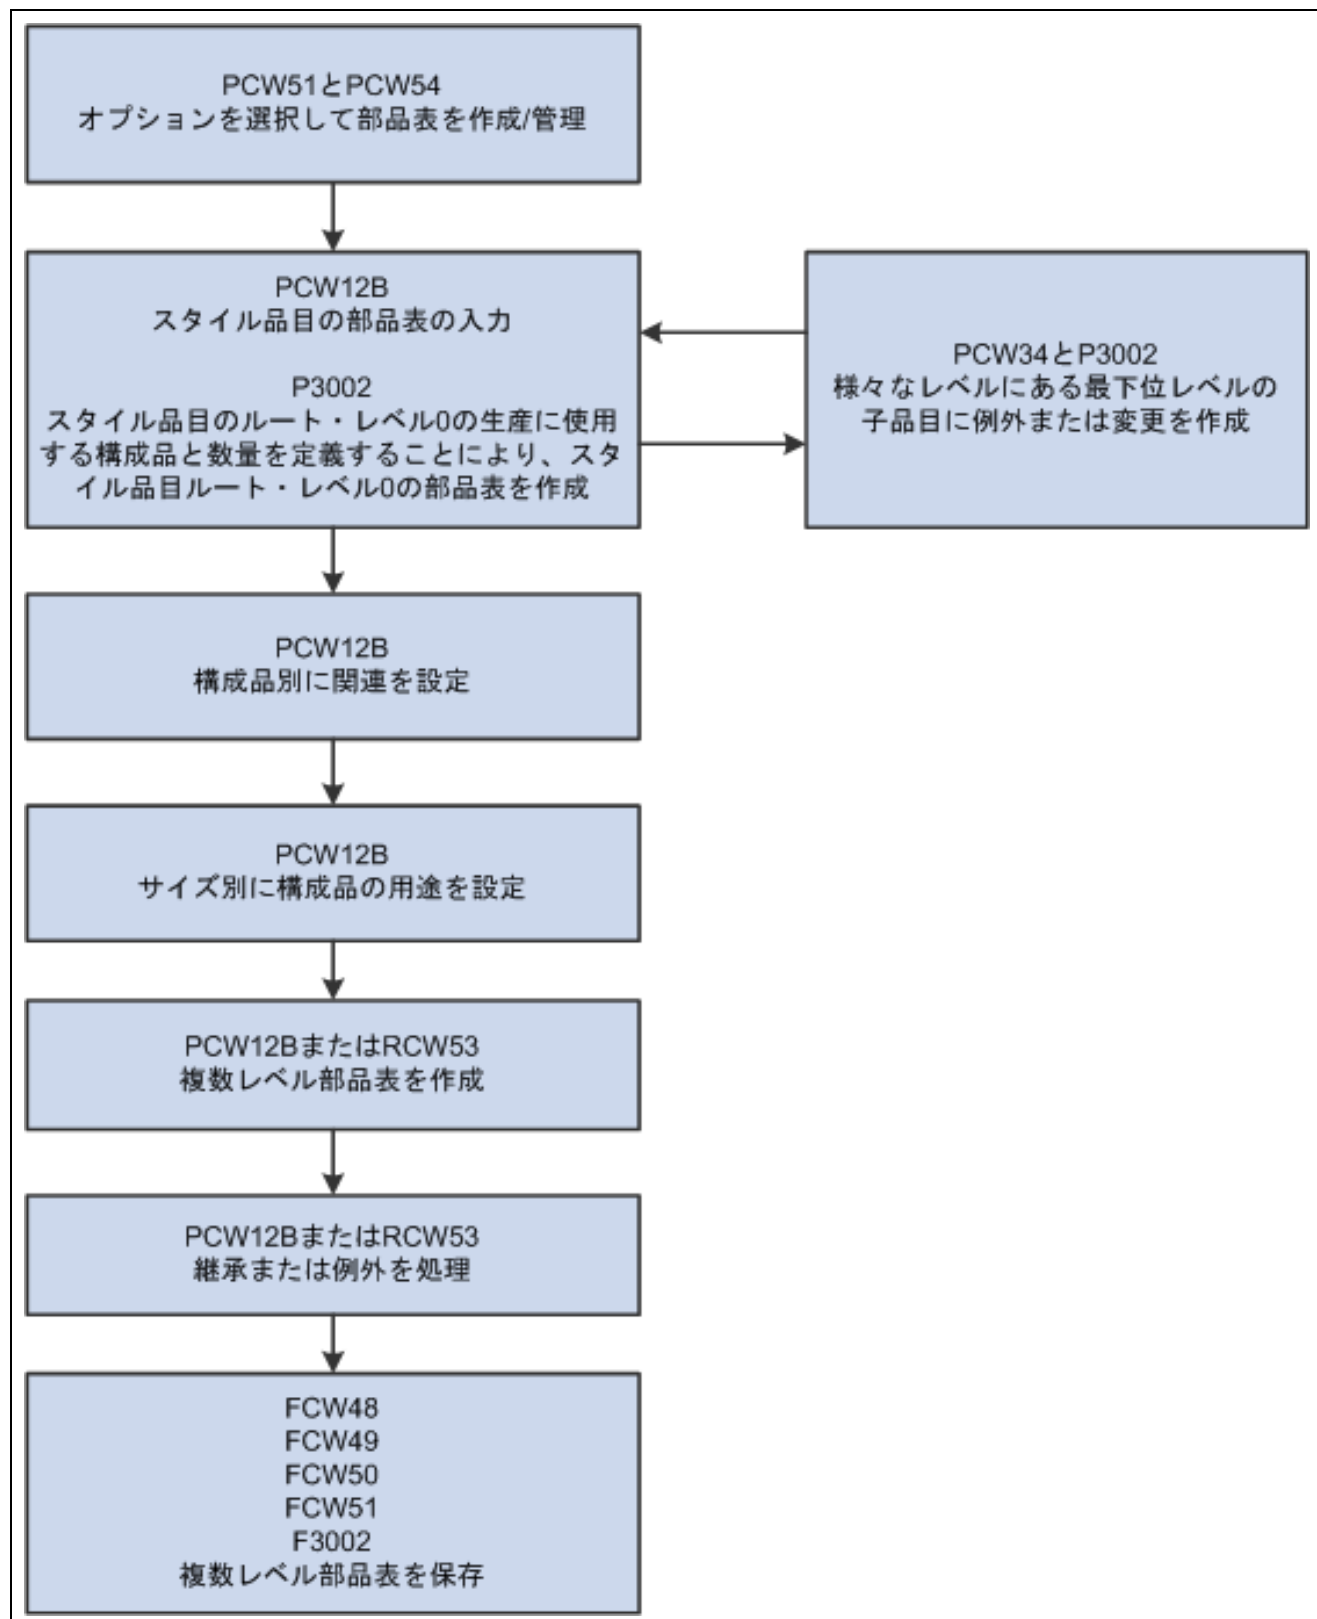 PCW51とPCW54
オプションを選択して部品表を作成/管理
PCW12B
スタイル品目の部品表の入力
P3002
スタイル品目のルート・レベル0の生産に使用
する構成品と数量を定義することにより、スタ
イル品目ルート・レベル0の部品表を作成
PCW34とP3002
様々なレベルにある最下位レベルの
子品目に例外または変更を作成
PCW12B
構成品別に関連を設定
PCW12B
サイズ別に構成品の用途を設定
PCW12BまたはRCW53
複数レベル部品表を作成
PCW12BまたはRCW53
継承または例外を処理
FCW48
FCW49
FCW50
FCW51
F3002
複数レベル部品表を保存